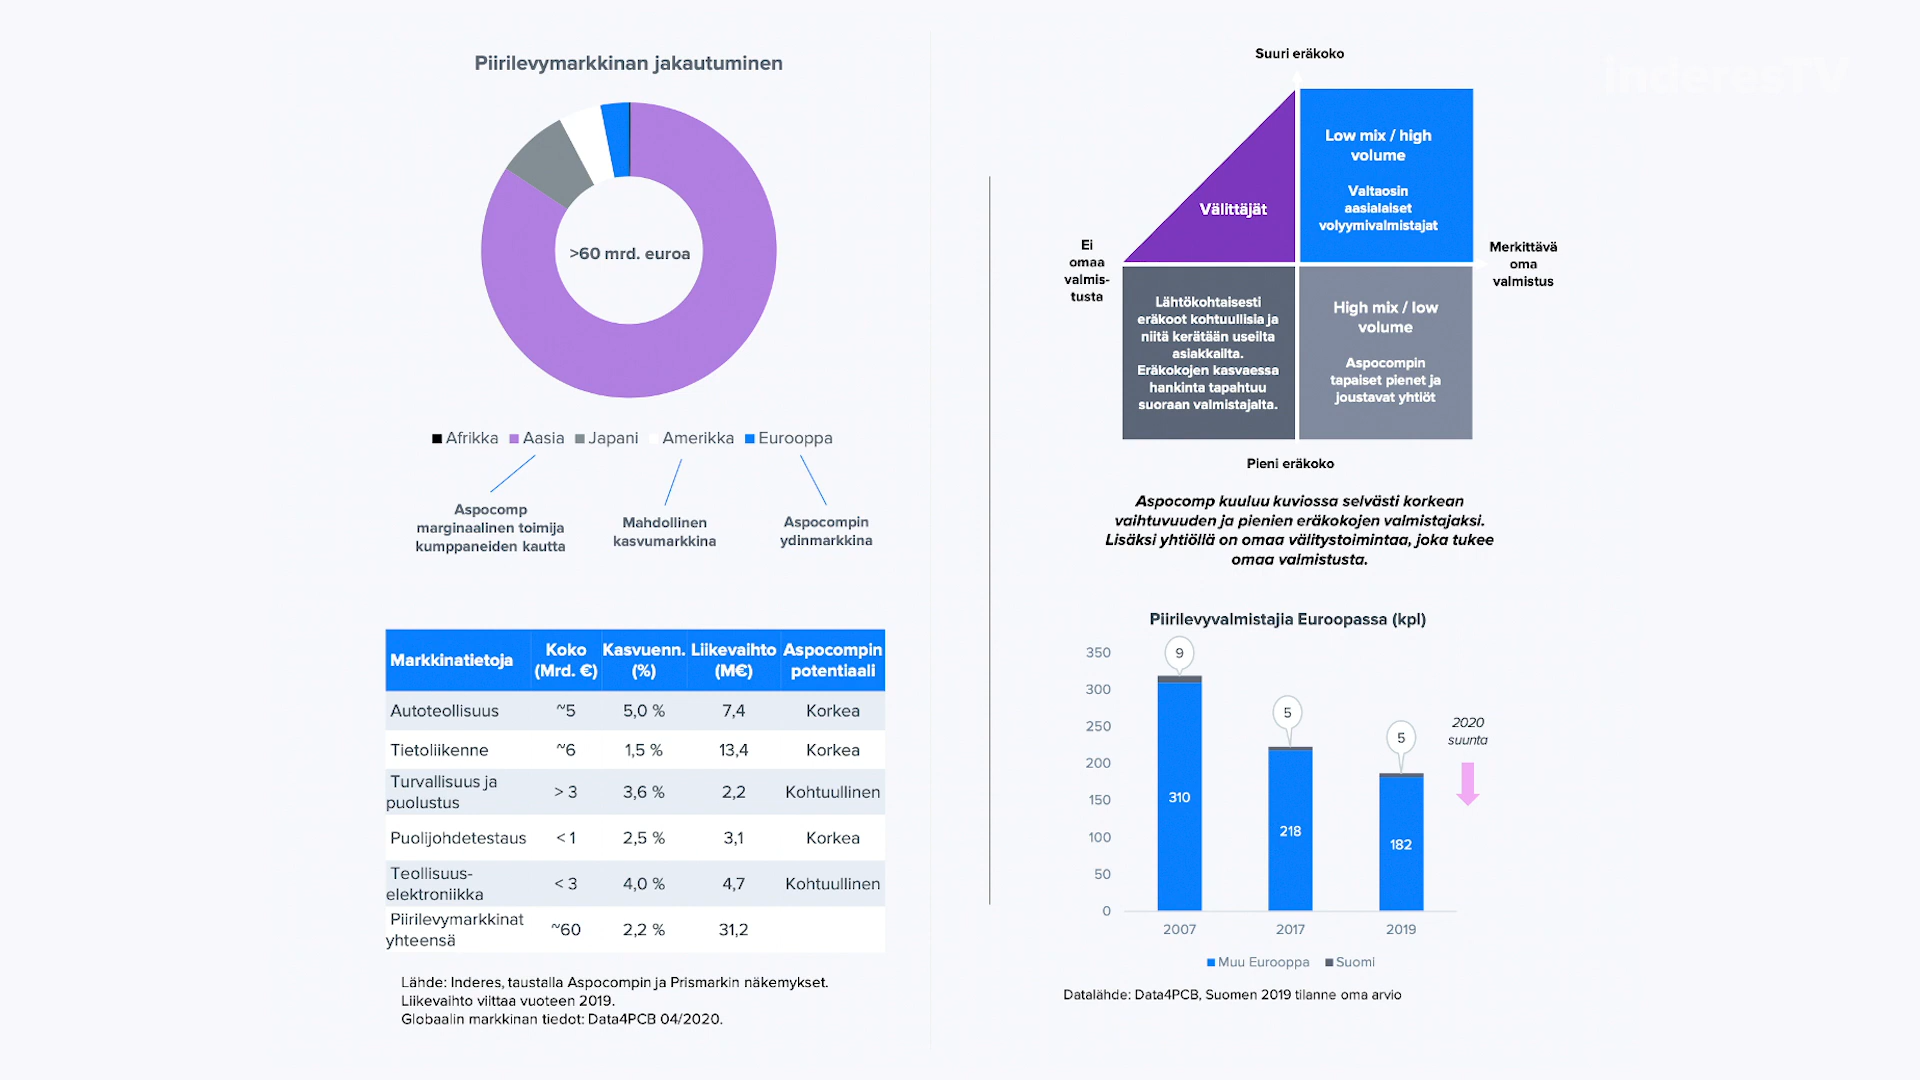 Piirilevymarkkinan jakautuminen
>60 mrd. euroa
Afrikka Aasia Japani Amerikka Eurooppa
Aspocomp
marginaalinen toimija
kumppaneiden kautta
Mahdollinen
kasvumarkkina
Aspocompin
ydinmarkkina
Markkinatietoja Koko (Mrd. €) Kasvuenn. (%) Liikevaihto (M€) Aspocompin potentiaali
Autoteollisuus ~5 5,0 % 7,4 Korkea
Tietoliikenne ~6 1,5 % 13,4 Korkea
Turvallisuus ja puolustus > 3 3,6 % 2,2 Kohtuullinen
Puolijohdetestaus < 1 2,5 % 3,1 Korkea
Teollisuus-elektroniikka < 3 4,0 % 4,7 Kohtuullinen
Piirilevymarkkinat yhteensä ~60 2,2 % 31,2
Lähde: Inderes, taustalla Aspocompin ja Prismarkin näkemykset.
Liikevaihto viittaa vuoteen 2019.
Globaalin markkinan tiedot: Data4PCB 04/2020.
inderesTV
Suuri eräkoko
Välittäjät
Low mix / high
volume
Valtaosin
aasialaiset
volyymivalmistajat
Ei
omaa
valmis-
tusta
Merkittävä
oma
valmistus
Lähtökohtaisesti
eräkoot kohtuullisia ja
niitä kerätään useilta
asiakkailta.
Eräkokojen kasvaessa
hankinta tapahtuu
suoraan valmistajalta.
High mix / low
volume
Aspocompin
tapaiset pienet ja
joustavat yhtiöt
Pieni eräkoko
Aspocomp kuuluu kuviossa selvästi korkean
vaihtuvuuden ja pienien eräkokojen valmistajaksi.
Lisäksi yhtiöllä on omaa välitystoimintaa, joka tukee
omaa valmistusta.
Piirilevyvalmistajia Euroopassa (kpl)
350
300
250
200
150
100
50
0
9
310
5
218
5
182
2020
suunta
2007 2017 2019
Muu Eurooppa Suomi
Datalähde: Data4PCB, Suomen 2019 tilanne oma arvio